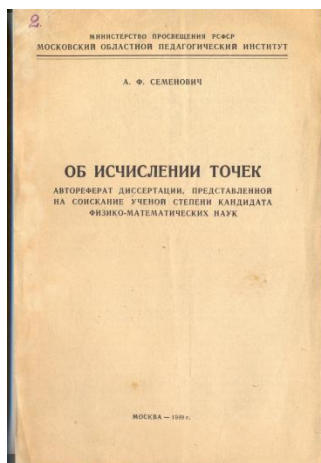 2.
МИНИСТЕРСТВО ПРОСВЕЩЕНИЯ РСФСР
МОСКОВСКИЙ ОБЛАСТНОЙ ПЕДАГОГИЧЕСКИЙ ИНСТИТУТ
А. Ф. СЕМЕНОВИЧ
ОБ ИСЧИСЛЕНИИ ТОЧЕК
АВТОРЕФЕРАТ ДИССЕРТАЦИИ, ПРЕДСТАВЛЕННОЙ
НА СОИСКАНИЕ УЧЕНОЙ СТЕПЕНИ КАНДИДАТА
ФИЗИКО-МАТЕМАТИЧЕСКИХ НАУК
МОСКВА — 1949 г.